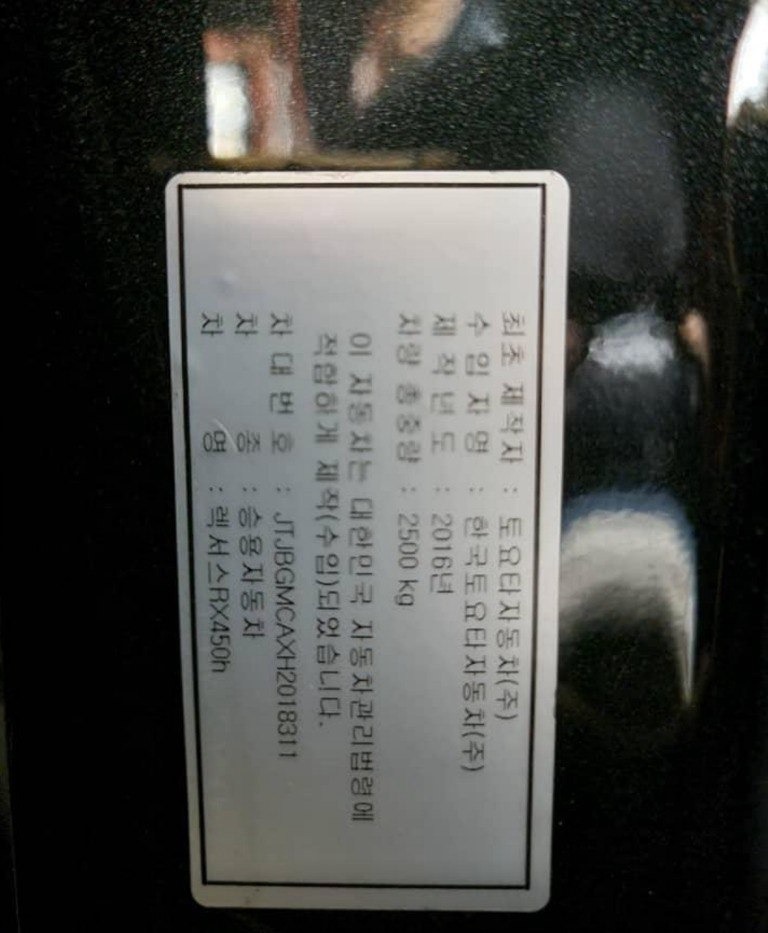 최초 제작자 : 토요타자동차(주)
수입자명 : 한국토요타자동차(주)
제작년도 : 2016년
차량 총중량 : 2500 kg
이 자동차는 대한민국 자동차관리법령에
적합하게 제작(수입)되었습니다.
차대번호 : JTJBGMCAXH2018311
차종 : 승용자동차
차명 : 렉서스RX450h